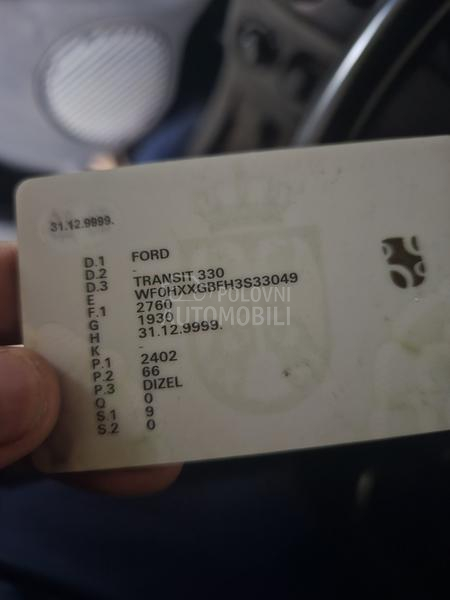 31.12.9999.
D.1 FORD
D.2 -
D.3 TRANSIT 330
E WF0HXXGBFH3S33049
F.1 2760
G 1930
H 31.12.9999.
K -
P.1 2402
P.2 66
P.3 DIZEL
Q 0
S.1 9
S.2 0
POLOVNI
AUTOMOBILI